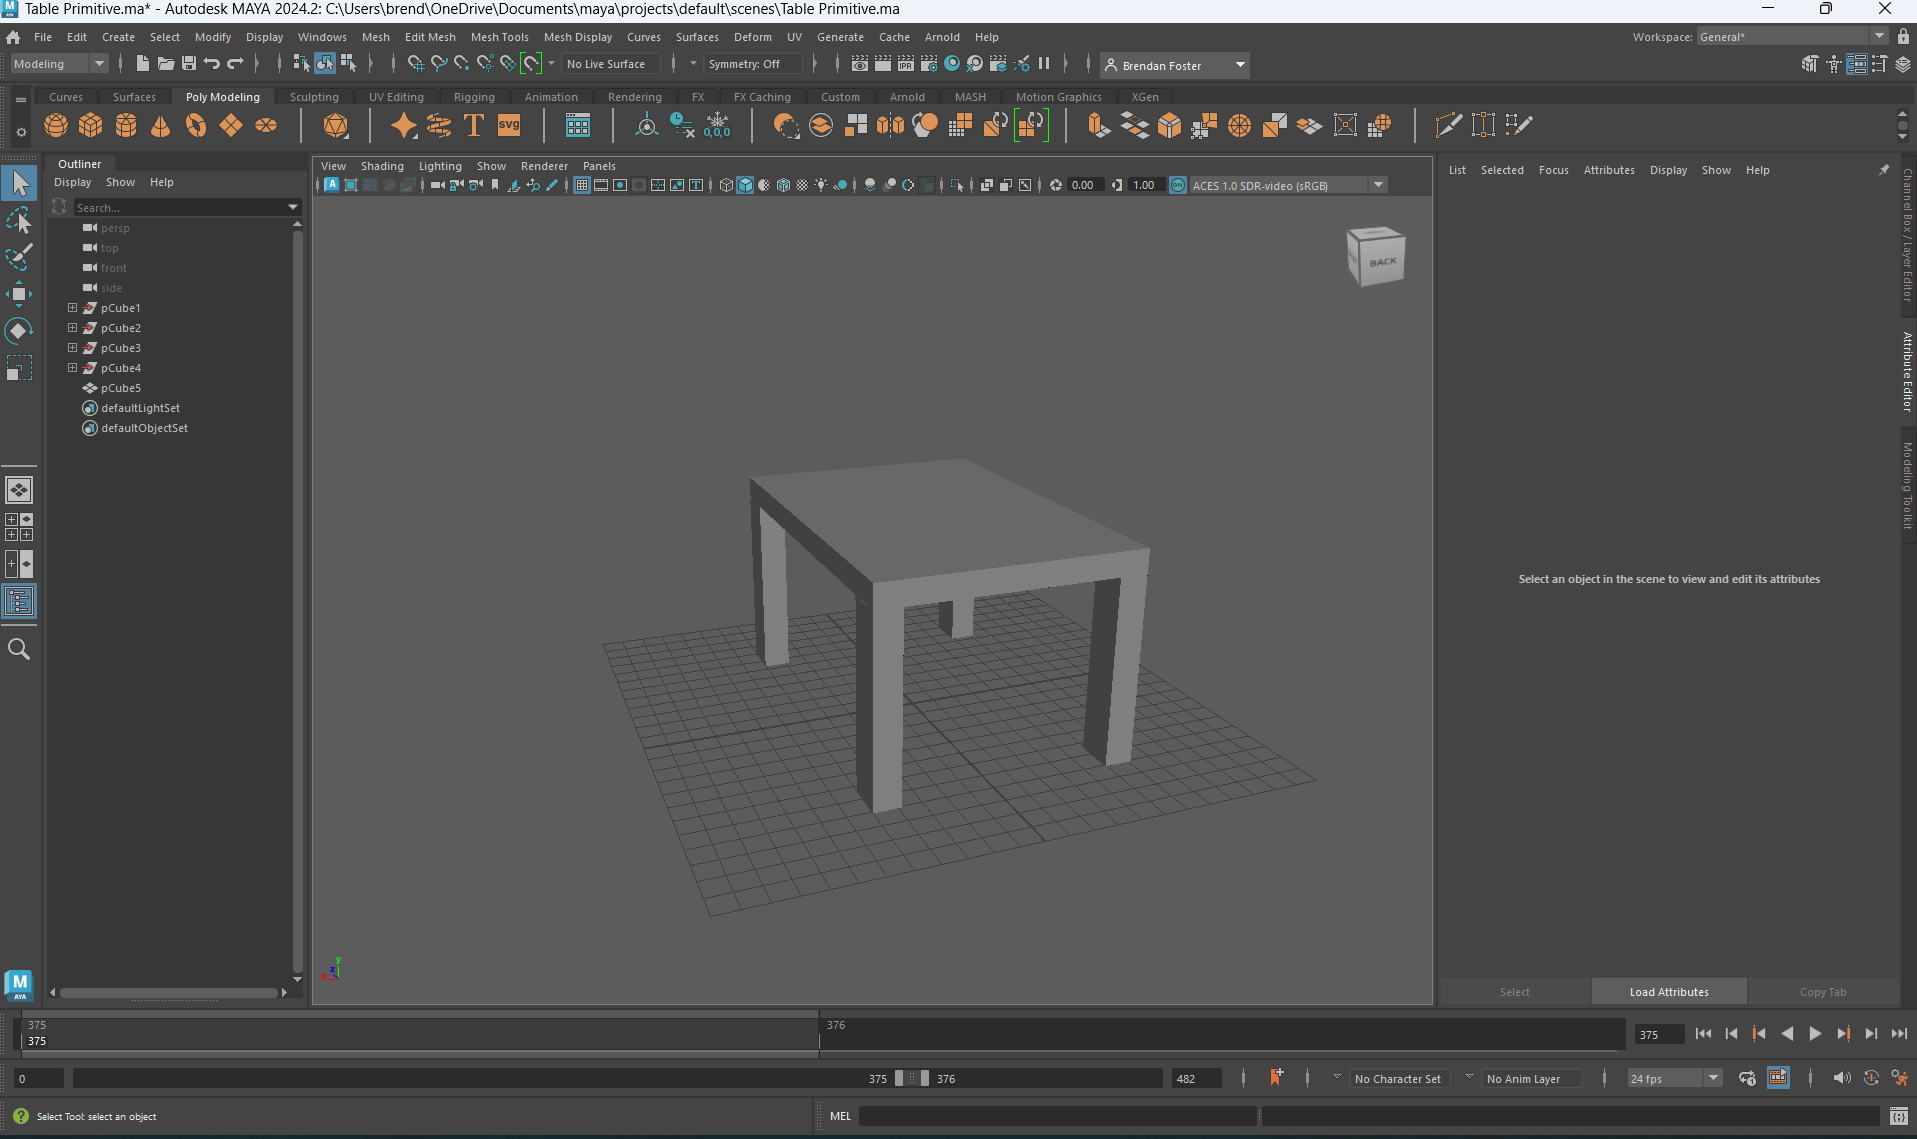 Table Primitive.ma* - Autodesk MAYA 2024.2: C:\Users\brend\OneDrive\Documents\maya\projects\default\scenes\Table Primitive.ma
File Edit Create Select Modify Display Windows Mesh Edit Mesh Mesh Tools Mesh Display Curves Surfaces Deform UV Generate Cache Arnold Help
Workspace: General*
Modeling
No Live Surface
Symmetry: Off
IPR
Brendan Foster
Curves Surfaces Poly Modeling Sculpting UV Editing Rigging Animation Rendering FX FX Caching Custom Arnold MASH Motion Graphics XGen
T
SVG
0,0,0
Outliner
Display Show Help
Search...
persp
top
front
side
pCube1
pCube2
pCube3
pCube4
pCube5
defaultLightSet
defaultObjectSet
View Shading Lighting Show Renderer Panels
0.00
1.00
ACES 1.0 SDR-video (sRGB)
BACK
y
z
x
List Selected Focus Attributes Display Show Help
Select an object in the scene to view and edit its attributes
Select
Load Attributes
Copy Tab
Channel Box / Layer Editor
Attribute Editor
Modeling Toolkit
M
AYA
375
375
376
375
0
375
376
482
No Character Set
No Anim Layer
24 fps
Select Tool: select an object
MEL